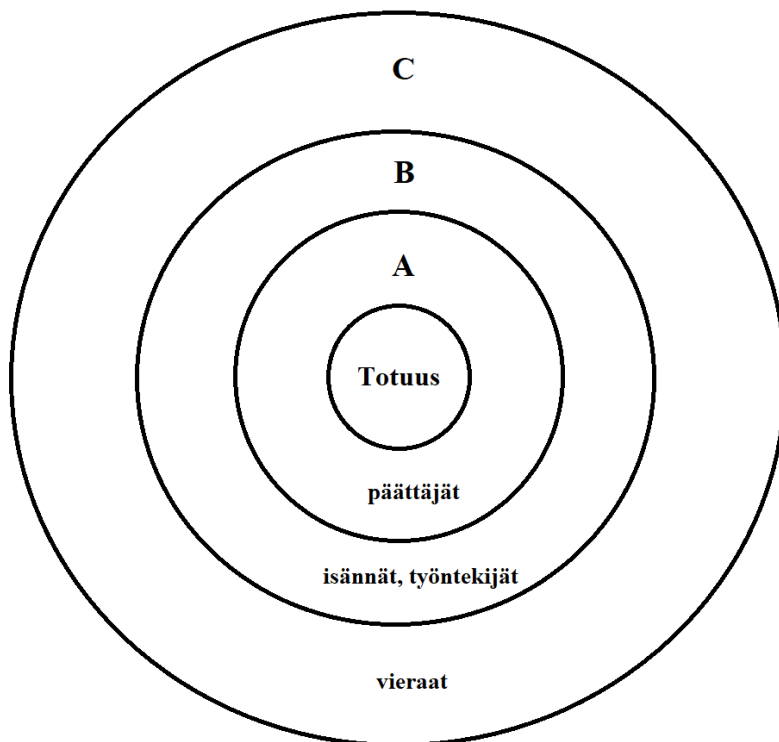 C
B
A
Totuus
päättäjät
isännät, työntekijät
vieraat